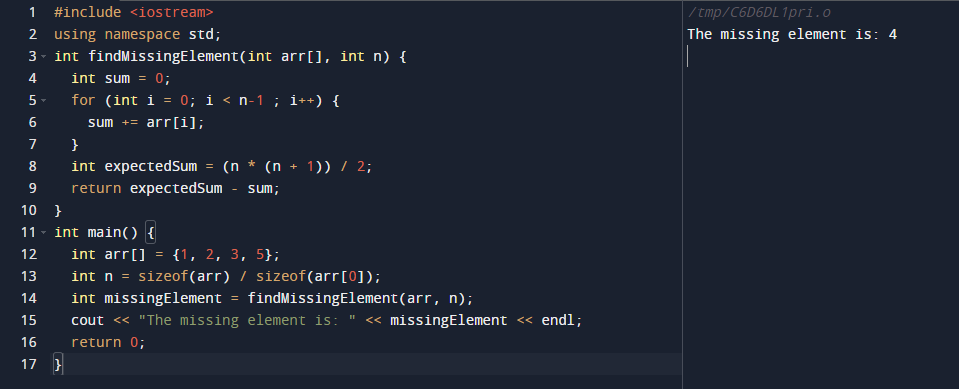 1 #include <iostream>
2 using namespace std;
3 int findMissingElement(int arr[], int n) {
4 int sum = 0;
5 for (int i = 0; i < n-1 ; i++) {
6 sum += arr[i];
7 }
8 int expectedSum = (n * (n + 1)) / 2;
9 return expectedSum - sum;
10 }
11 int main() {
12 int arr[] = {1, 2, 3, 5};
13 int n = sizeof(arr) / sizeof(arr[0]);
14 int missingElement = findMissingElement(arr, n);
15 cout << "The missing element is: " << missingElement << endl;
16 return 0;
17 }
/tmp/C6D6DL1pri.o
The missing element is: 4